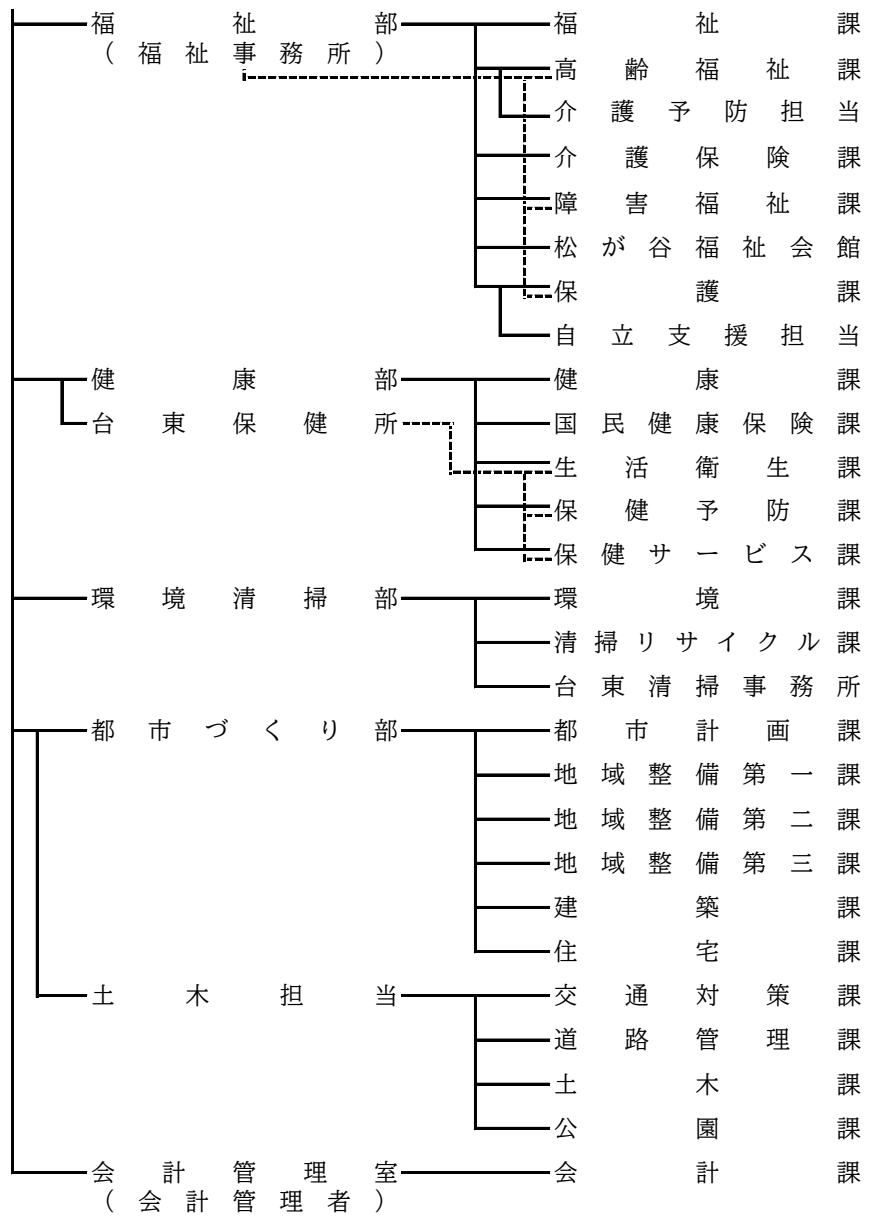 福祉部 福祉課
(福祉事務所)
高齢福祉課
介護予防担当
介護保険課
障害福祉課
松が谷福祉会館
保護課
自立支援担当
健康部 健康課
台東保健所 国民健康保険課
生活衛生課
保健予防課
保健サービス課
環境清掃部 環境課
清掃リサイクル課
台東清掃事務所
都市づくり部 都市計画課
地域整備第一課
地域整備第二課
地域整備第三課
建築課
住宅課
土木担当 交通対策課
道路管理課
土木課
公園課
会計管理室 会計課
(会計管理者)